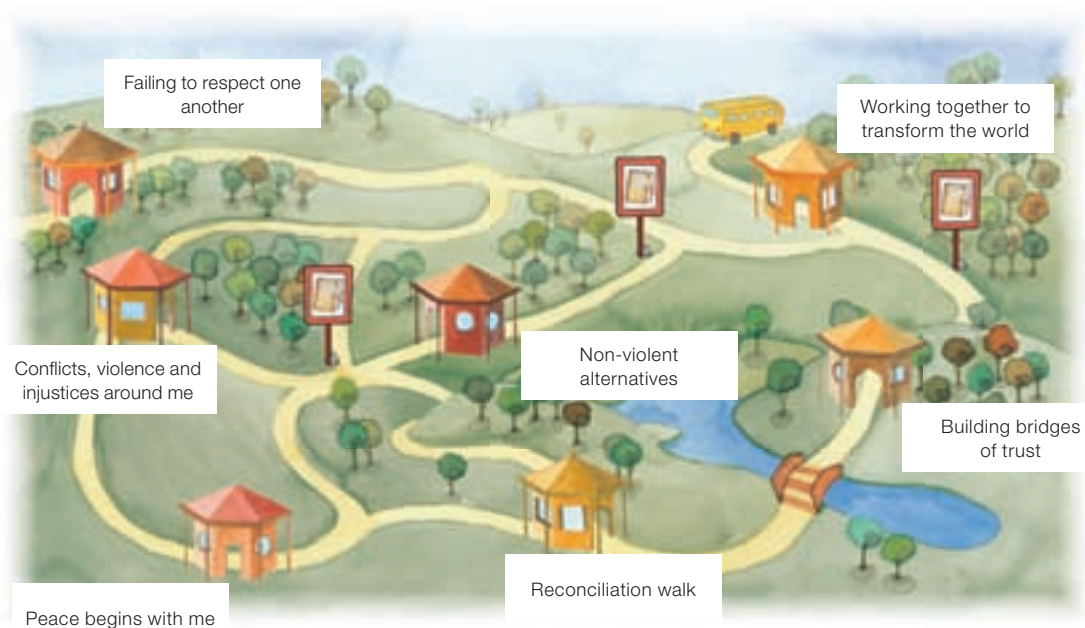 Failing to respect one
another
Working together to
transform the world
Conflicts, violence and
injustices around me
Non-violent
alternatives
Building bridges
of trust
Reconciliation walk
Peace begins with me